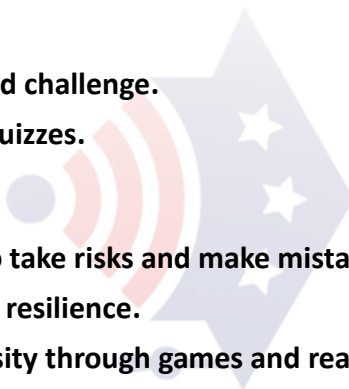 d challenge.
uizzes.
take risks and make mista
resilience.
sity through games and rea